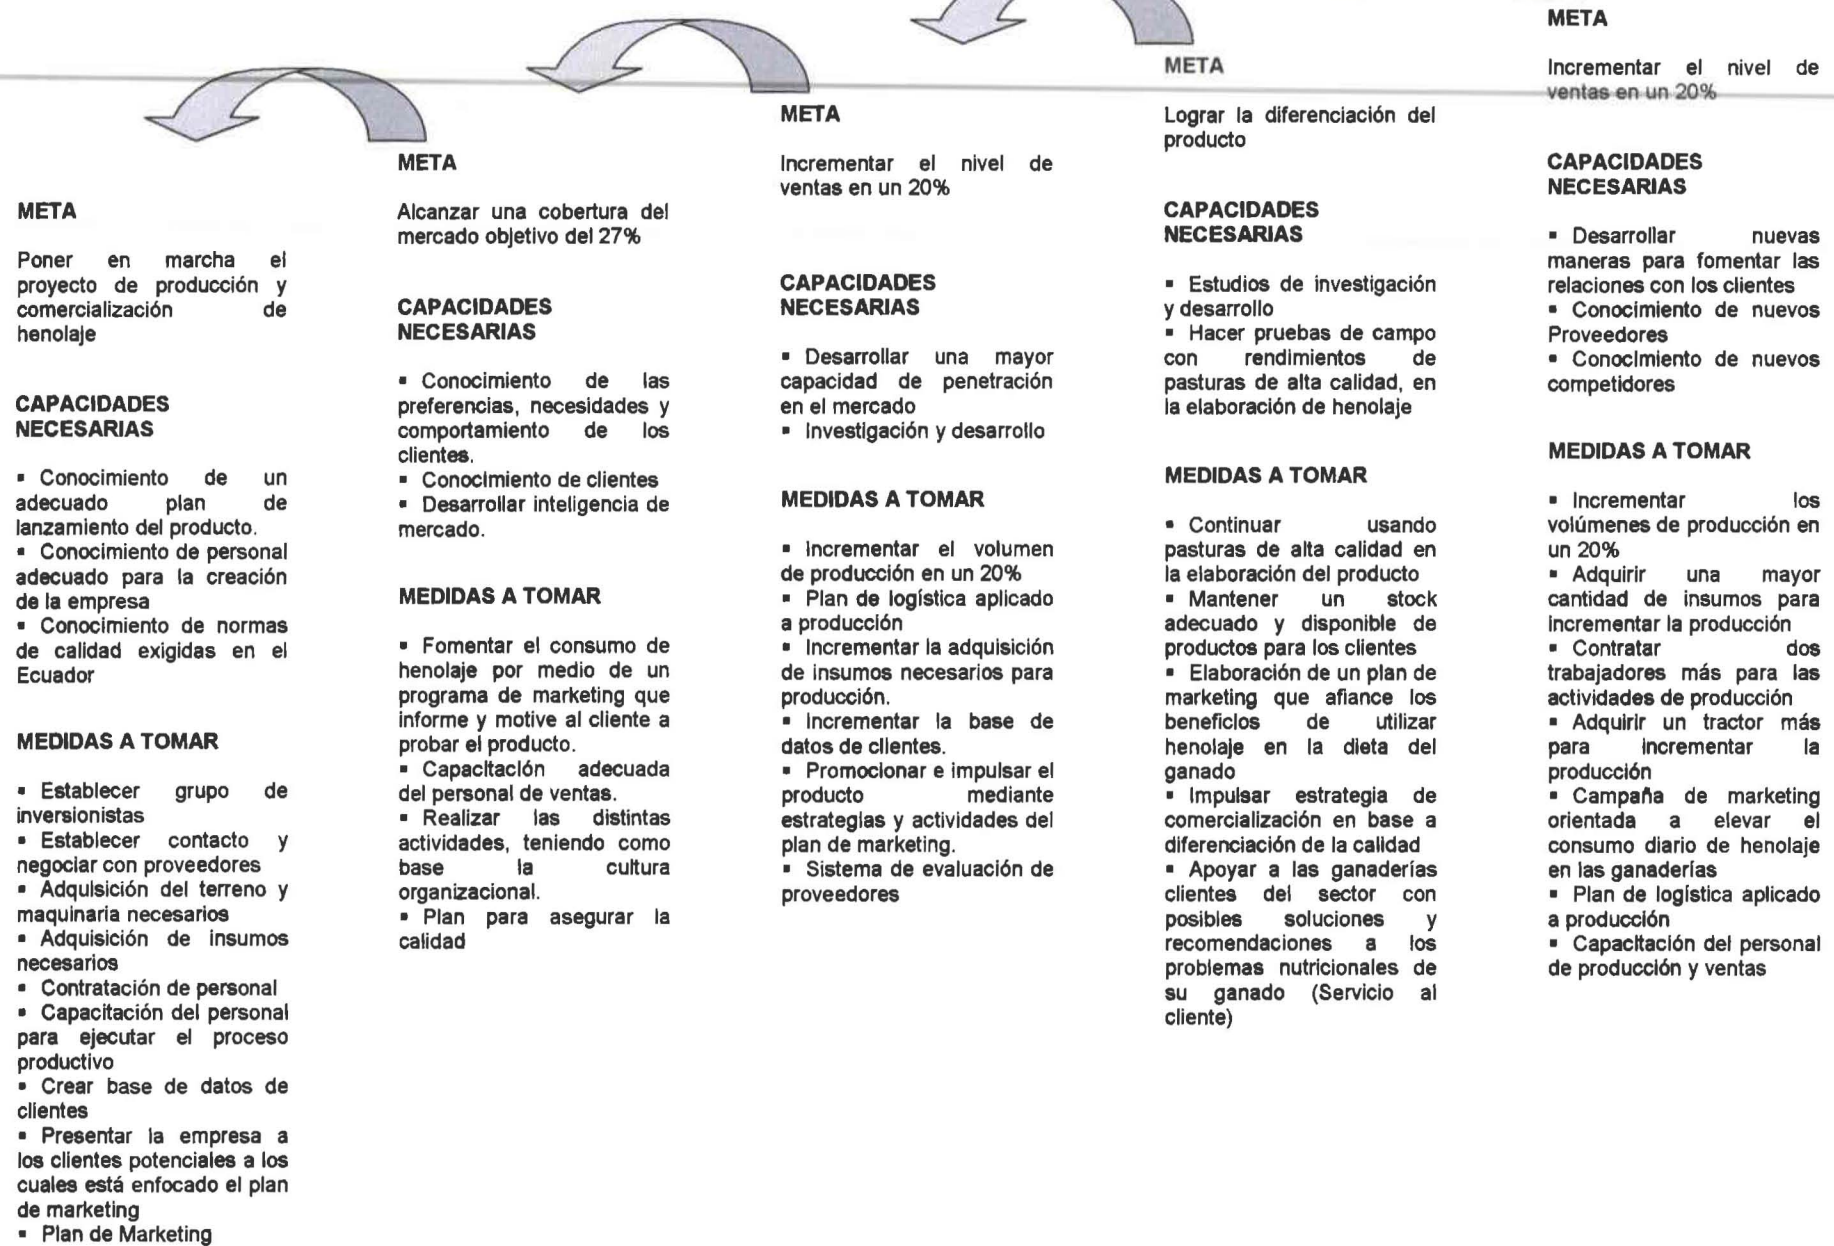 META
Poner en marcha el
proyecto de producción y
comercialización de
henolaje
CAPACIDADES
NECESARIAS
▪ Conocimiento de un
adecuado plan de
lanzamiento del producto.
▪ Conocimiento de personal
adecuado para la creación
de la empresa
▪ Conocimiento de normas
de calidad exigidas en el
Ecuador
MEDIDAS A TOMAR
▪ Establecer grupo de
inversionistas
▪ Establecer contacto y
negociar con proveedores
▪ Adquisición del terreno y
maquinaria necesarios
▪ Adquisición de insumos
necesarios
▪ Contratación de personal
▪ Capacitación del personal
para ejecutar el proceso
productivo
▪ Crear base de datos de
clientes
▪ Presentar la empresa a
los clientes potenciales a los
cuales está enfocado el plan
de marketing
▪ Plan de Marketing
META
Alcanzar una cobertura del
mercado objetivo del 27%
CAPACIDADES
NECESARIAS
▪ Conocimiento de las
preferencias, necesidades y
comportamiento de los
clientes.
▪ Conocimiento de clientes
▪ Desarrollar inteligencia de
mercado.
MEDIDAS A TOMAR
▪ Fomentar el consumo de
henolaje por medio de un
programa de marketing que
informe y motive al cliente a
probar el producto.
▪ Capacitación adecuada
del personal de ventas.
▪ Realizar las distintas
actividades, teniendo como
base la cultura
organizacional.
▪ Plan para asegurar la
calidad
META
Incrementar el nivel de
ventas en un 20%
CAPACIDADES
NECESARIAS
▪ Desarrollar una mayor
capacidad de penetración
en el mercado
▪ Investigación y desarrollo
MEDIDAS A TOMAR
▪ Incrementar el volumen
de producción en un 20%
▪ Plan de logística aplicado
a producción
▪ Incrementar la adquisición
de insumos necesarios para
producción.
▪ Incrementar la base de
datos de clientes.
▪ Promocionar e impulsar el
producto mediante
estrategias y actividades del
plan de marketing.
▪ Sistema de evaluación de
proveedores
META
Lograr la diferenciación del
producto
CAPACIDADES
NECESARIAS
▪ Estudios de investigación
y desarrollo
▪ Hacer pruebas de campo
con rendimientos de
pasturas de alta calidad, en
la elaboración de henolaje
MEDIDAS A TOMAR
▪ Continuar usando
pasturas de alta calidad en
la elaboración del producto
▪ Mantener un stock
adecuado y disponible de
productos para los clientes
▪ Elaboración de un plan de
marketing que afiance los
beneficios de utilizar
henolaje en la dieta del
ganado
▪ Impulsar estrategia de
comercialización en base a
diferenciación de la calidad
▪ Apoyar a las ganaderías
clientes del sector con
posibles soluciones y
recomendaciones a los
problemas nutricionales de
su ganado (Servicio al
cliente)
META
Incrementar el nivel de
ventas en un 20%
CAPACIDADES
NECESARIAS
▪ Desarrollar nuevas
maneras para fomentar las
relaciones con los clientes
▪ Conocimiento de nuevos
Proveedores
▪ Conocimiento de nuevos
competidores
MEDIDAS A TOMAR
▪ Incrementar los
volúmenes de producción en
un 20%
▪ Adquirir una mayor
cantidad de insumos para
incrementar la producción
▪ Contratar dos
trabajadores más para las
actividades de producción
▪ Adquirir un tractor más
para incrementar la
producción
▪ Campaña de marketing
orientada a elevar el
consumo diario de henolaje
en las ganaderías
▪ Plan de logística aplicado
a producción
▪ Capacitación del personal
de producción y ventas